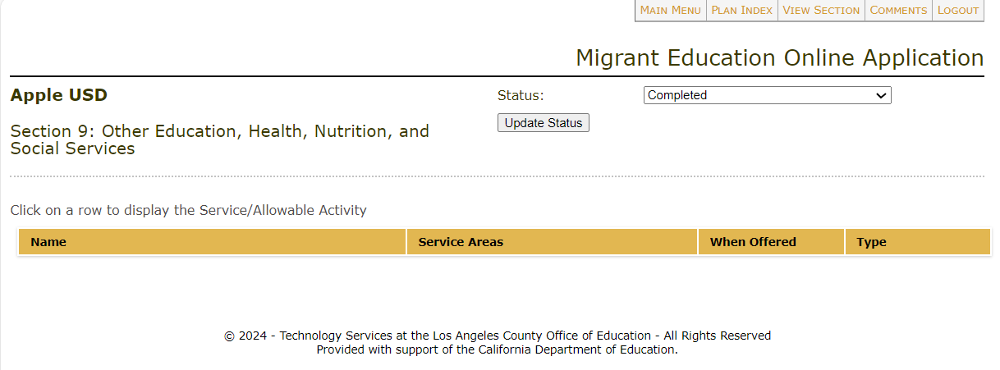 Main Menu Plan Index View Section Comments Logout
Migrant Education Online Application
Apple USD
Status: Completed
Update Status
Section 9: Other Education, Health, Nutrition, and
Social Services
Click on a row to display the Service/Allowable Activity
Name Service Areas When Offered Type
© 2024 - Technology Services at the Los Angeles County Office of Education - All Rights Reserved
Provided with support of the California Department of Education.